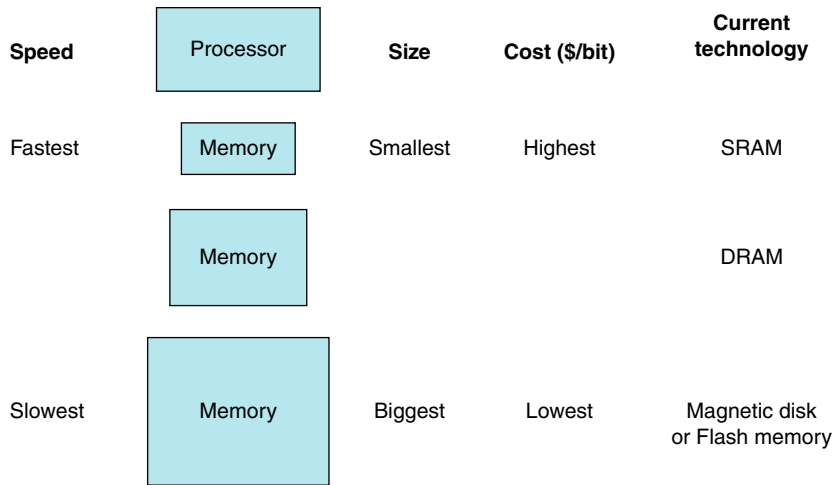 Speed
Processor
Size
Cost ($/bit)
Current
technology
Fastest
Memory
Smallest
Highest
SRAM
Memory
DRAM
Slowest
Memory
Biggest
Lowest
Magnetic disk
or Flash memory